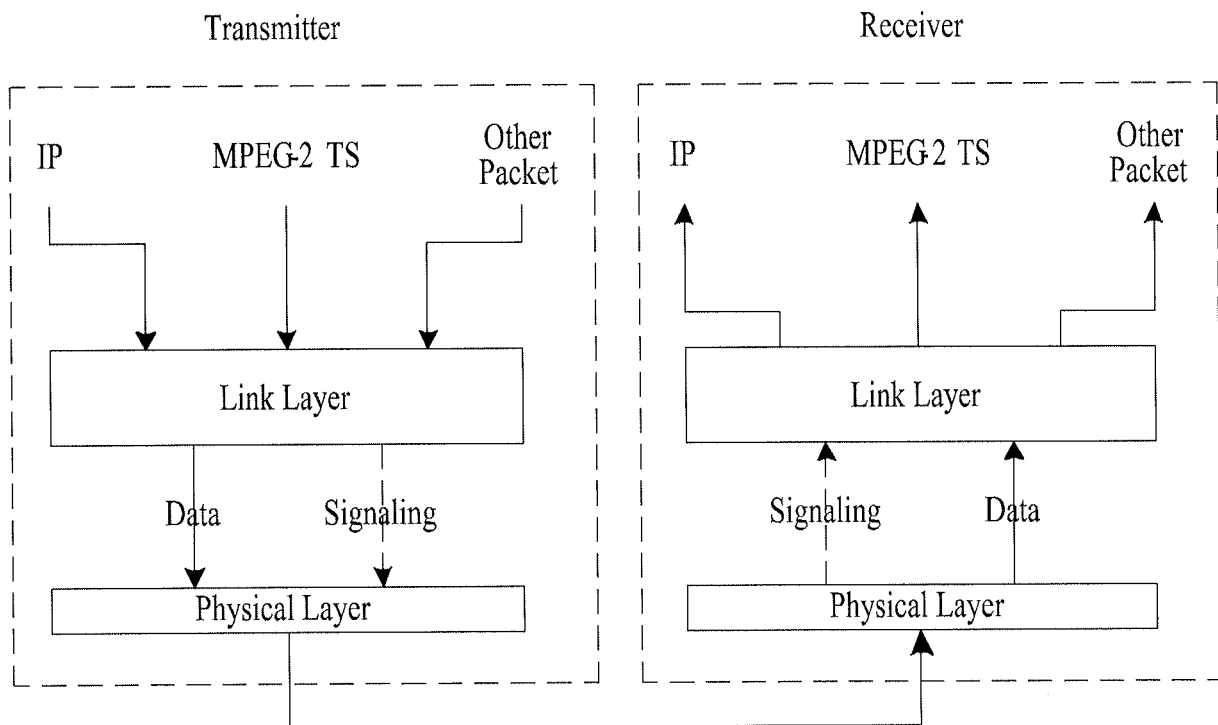 Transmitter
Receiver
IP
MPEG-2 TS
Other
Packet
Link Layer
Data
Signaling
Physical Layer
IP
MPEG-2 TS
Other
Packet
Link Layer
Signaling
Data
Physical Layer